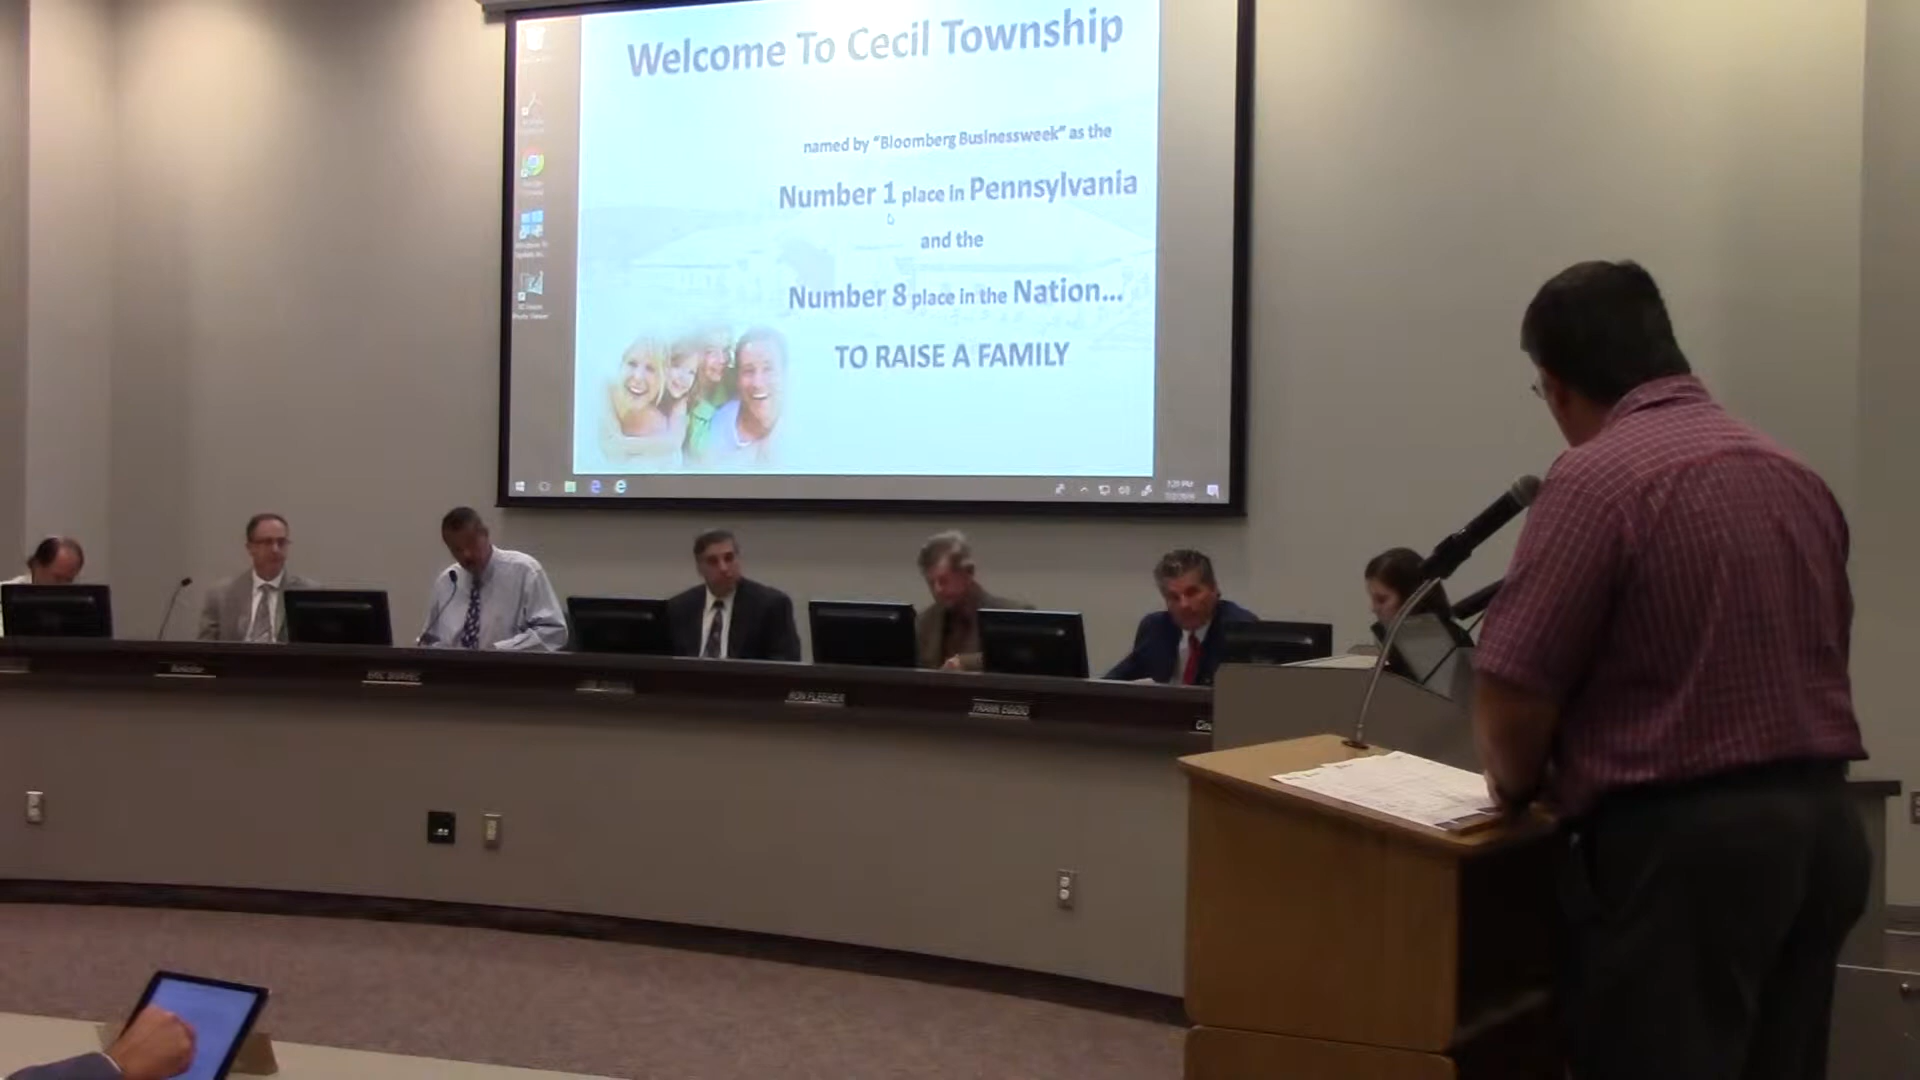 Welcome To Cecil Township
named by "Bloomberg Businessweek" as the
Number 1 place in Pennsylvania
and the
Number 8 place in the Nation...
TO RAISE A FAMILY
RON FLEEHER
FRANK EGIZIO